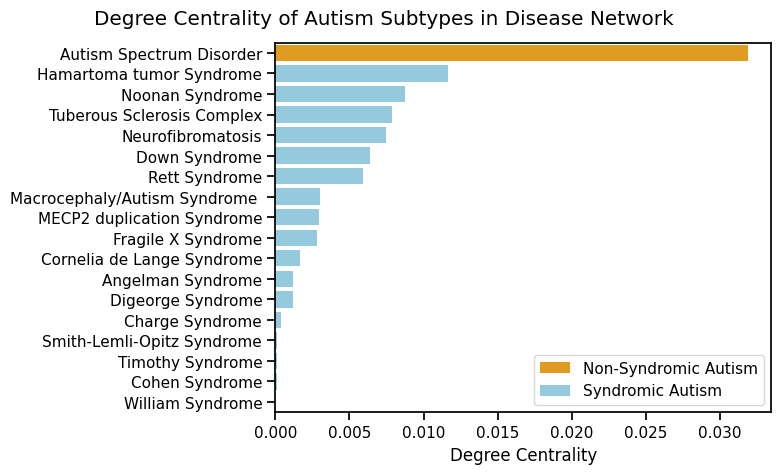 Degree Centrality of Autism Subtypes in Disease Network
Autism Spectrum Disorder
Hamartoma tumor Syndrome
Noonan Syndrome
Tuberous Sclerosis Complex
Neurofibromatosis
Down Syndrome
Rett Syndrome
Macrocephaly/Autism Syndrome
MECP2 duplication Syndrome
Fragile X Syndrome
Cornelia de Lange Syndrome
Angelman Syndrome
Digeorge Syndrome
Charge Syndrome
Smith-Lemli-Opitz Syndrome
Timothy Syndrome
Cohen Syndrome
William Syndrome
Non-Syndromic Autism
Syndromic Autism
0.000 0.005 0.010 0.015 0.020 0.025 0.030
Degree Centrality